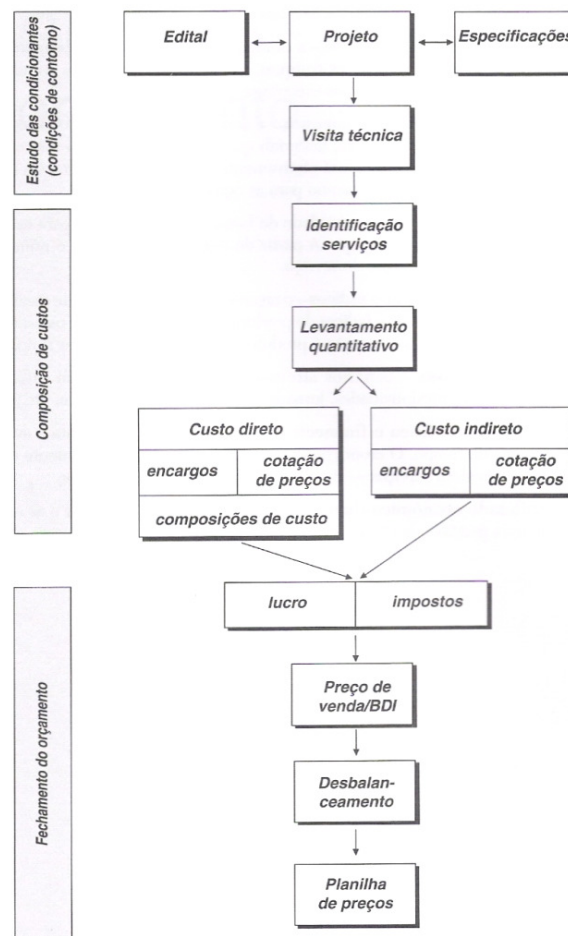 Estudo das condicionantes
(condições de contorno)
Edital
Projeto
Especificações
Visita técnica
Composição de custos
Identificação
serviços
Levantamento
quantitativo
Custo direto
encargos
cotação
de preços
composições de custo
Custo indireto
encargos
cotação
de preços
Fechamento do orçamento
lucro
impostos
Preço de
venda/BDI
Desbalan-
ceamento
Planilha
de preços